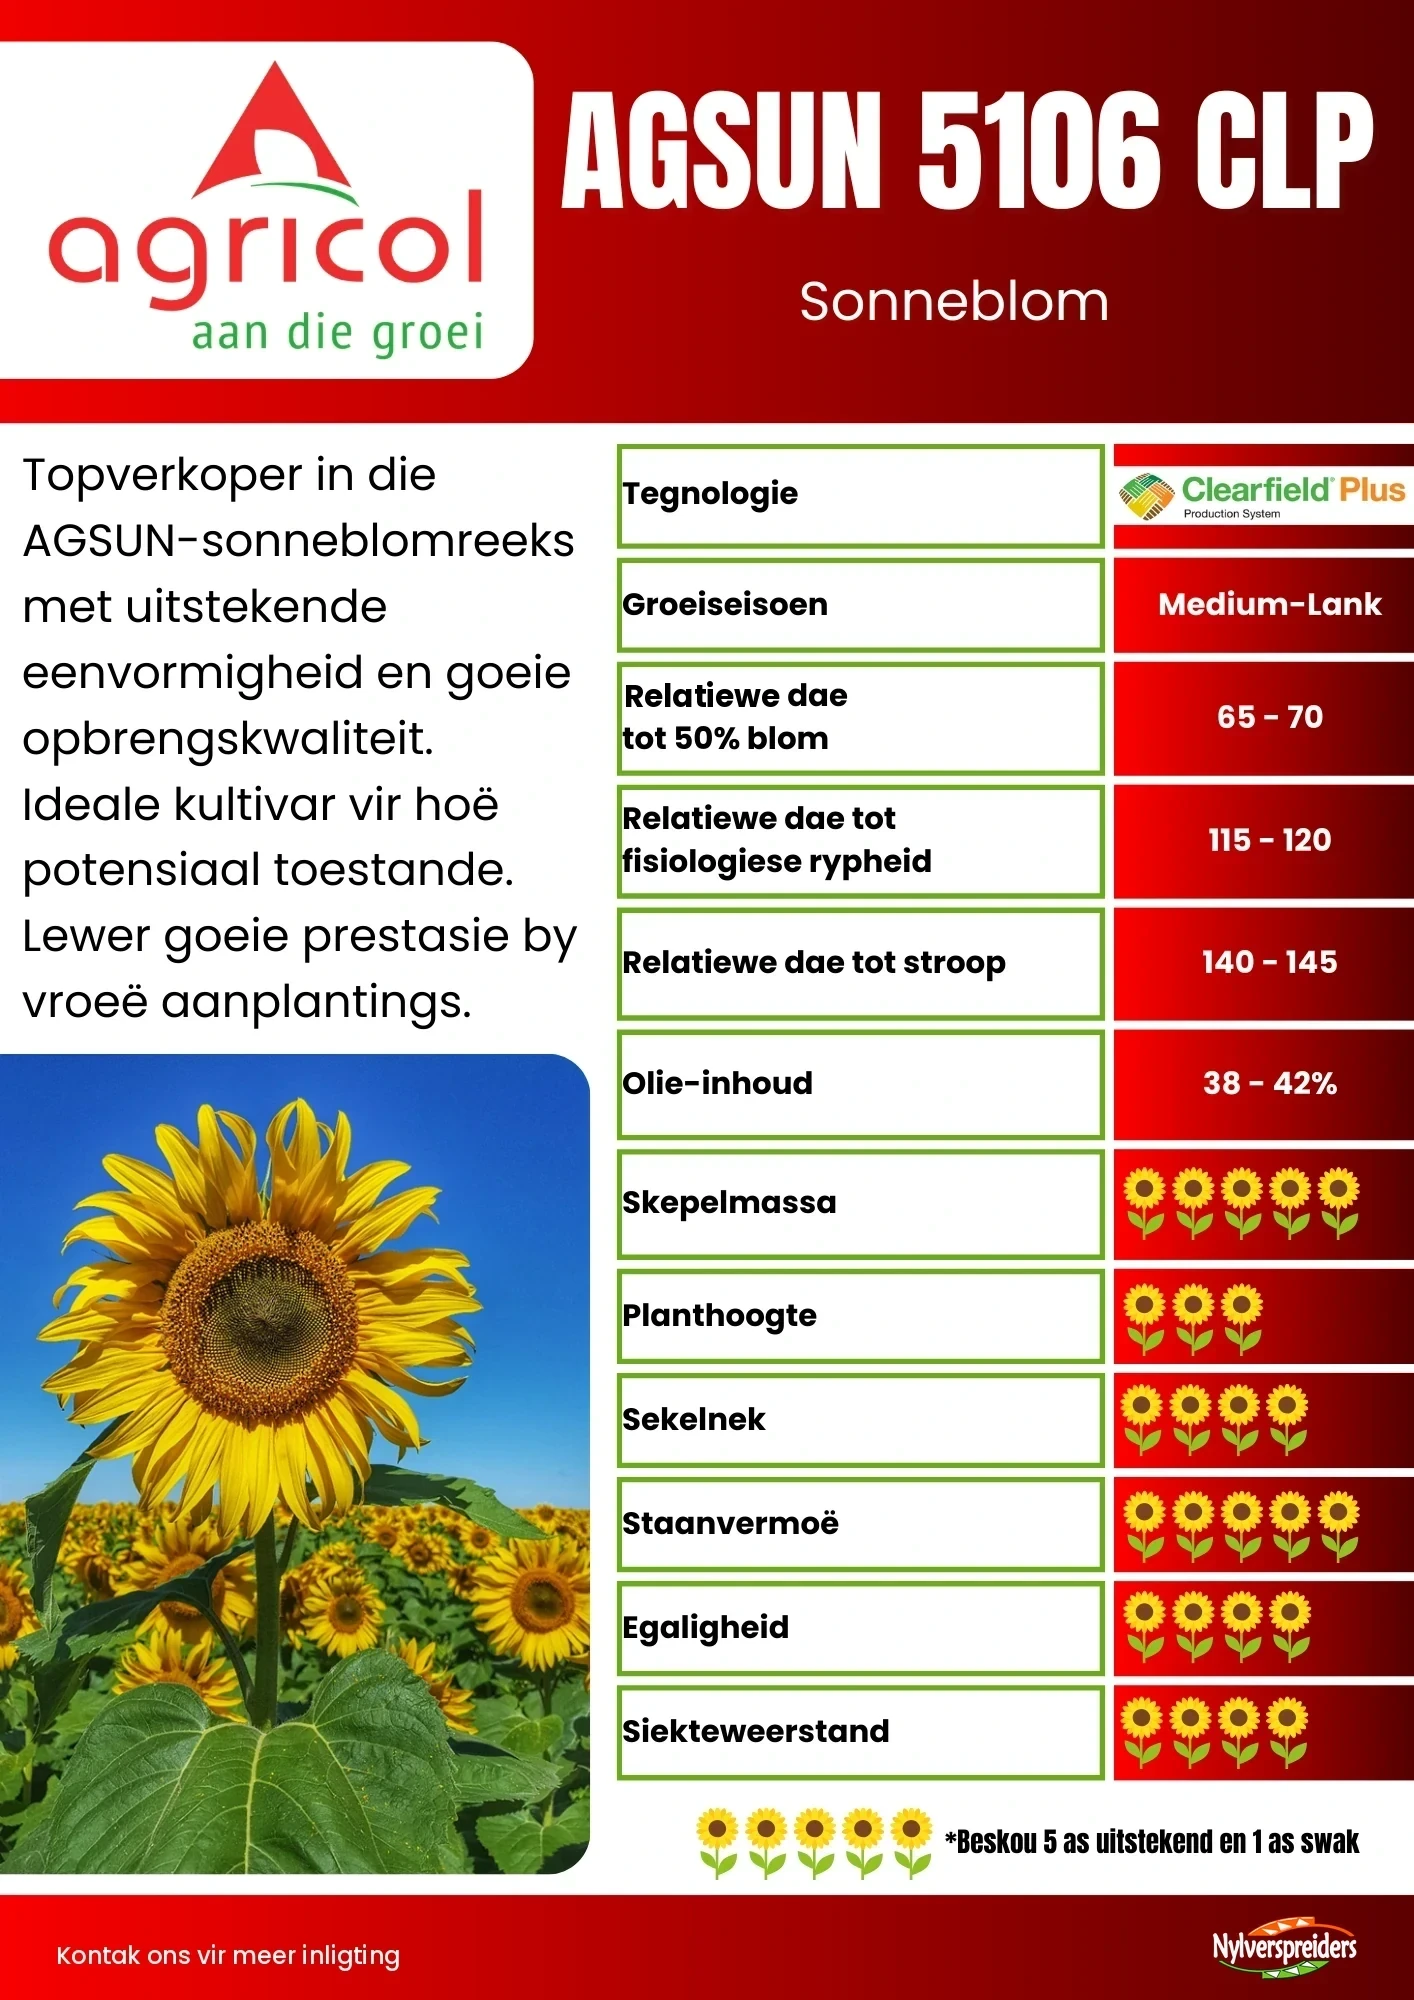 agricol
aan die groei
AGSUN 5106 CLP
Sonneblom
Topverkoper in die
AGSUN-sonneblomreeks
met uitstekende
eenvormigheid en goeie
opbrengskwaliteit.
Ideale kultivar vir hoë
potensiaal toestande.
Lewer goeie prestasie by
vroeë aanplantings.
Tegnologie
Clearfield® Plus
Production System
Groeiseisoen
Medium-Lank
Relatiewe dae
tot 50% blom
65 - 70
Relatiewe dae tot
fisiologiese rypheid
115 - 120
Relatiewe dae tot stroop
140 - 145
Olie-inhoud
38 - 42%
Skepelmassa
Planthoogte
Sekelnek
Staanvermoë
Egaligheid
Siekteweerstand
*Beskou 5 as uitstekend en 1 as swak
Kontak ons vir meer inligting
Nylverspreiders